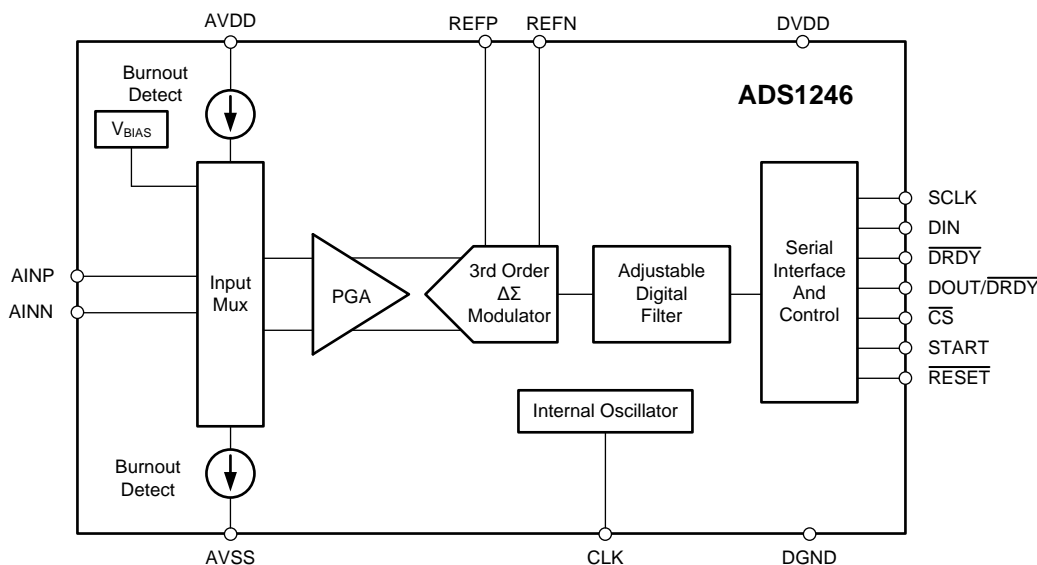 AVDD
REFP
REFN
DVDD
Burnout
Detect
ADS1246
VBIAS
SCLK
DIN
DRDY
DOUT/DRDY
CS
START
RESET
AINP
AINN
Input
Mux
PGA
3rd Order
ΔΣ
Modulator
Adjustable
Digital
Filter
Serial
Interface
And
Control
Internal Oscillator
Burnout
Detect
AVSS
CLK
DGND